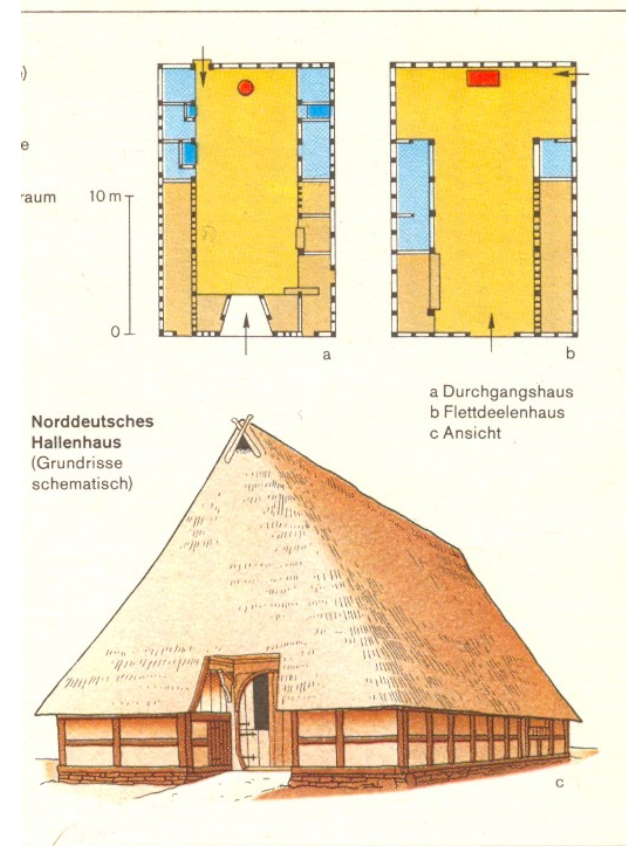 )
e
raum
10 m
0
a
b
a Durchgangshaus
b Flettdeelenhaus
c Ansicht
Norddeutsches
Hallenhaus
(Grundrisse
schematisch)
c